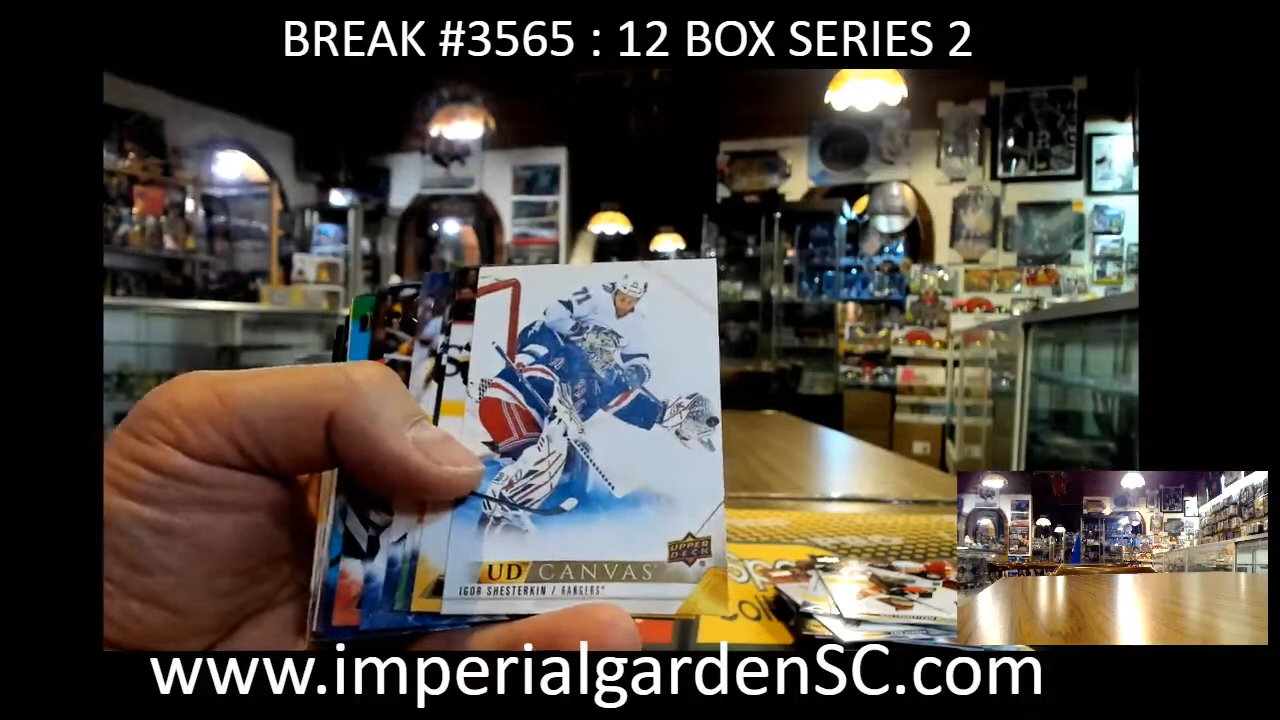 BREAK #3565 : 12 BOX SERIES 2
71
UPPER
DECK
UD CANVAS
IGOR SHESTERKIN / RANGERS
www.imperialgardenSC.com